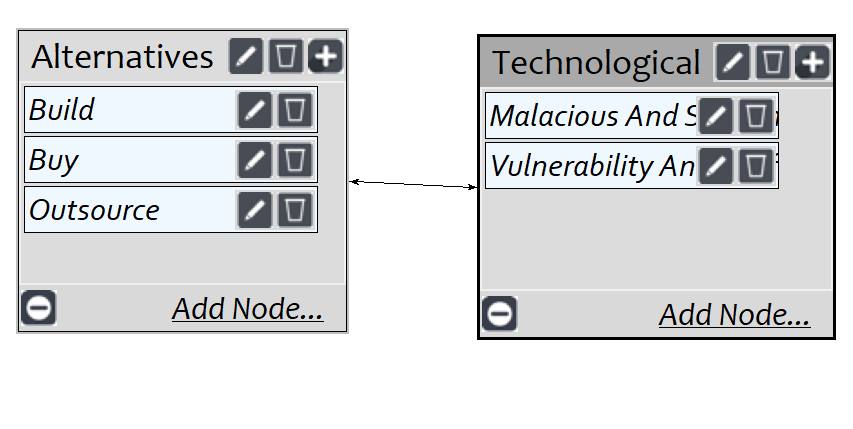 Alternatives
Build
Buy
Outsource
Add Node...
Technological
Malacious And
Vulnerability An
Add Node...